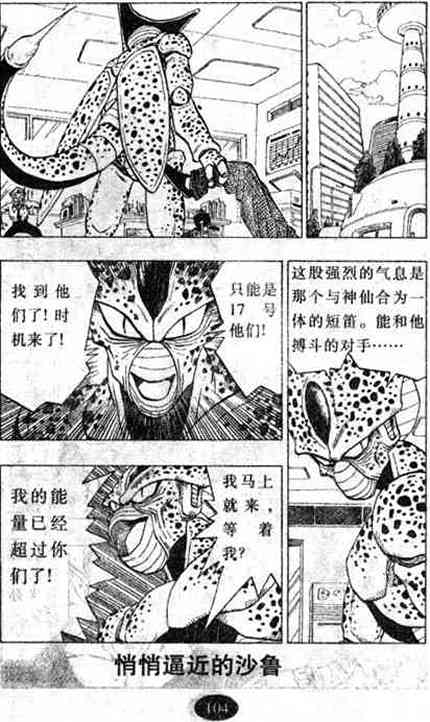 这股强烈的气息是
那个与神仙合为一
体的短笛。能和他
搏斗的对手……
只能是
17号
他们!
找到他
们了!时
机来了!
我马上
就来,
等着
我?
我的能
量已经
超过你
们了!
悄悄逼近的沙鲁
104